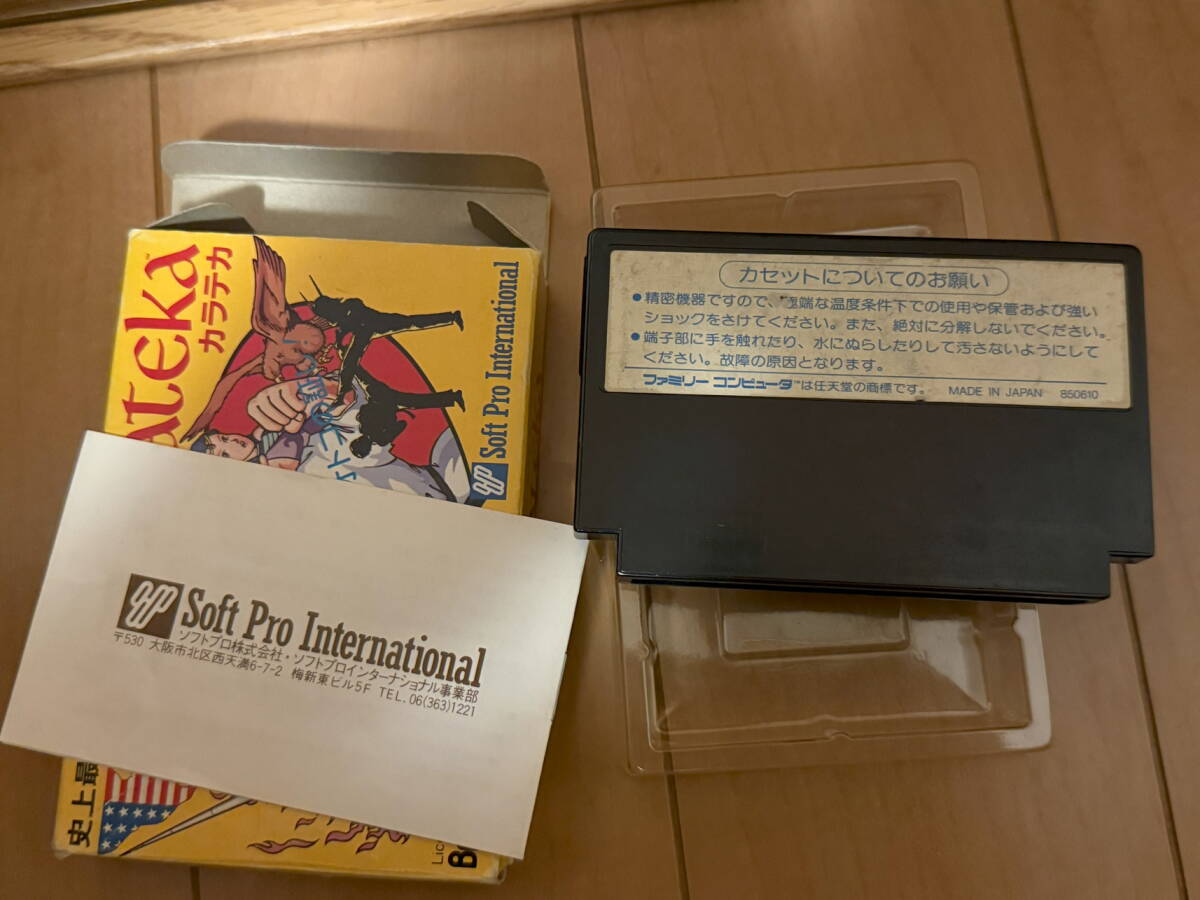 ateka™
カラテカ
Soft Pro International
Soft Pro International
ソフトプロ株式会社・ソフトプロインターナショナル事業部
〒530 大阪市北区西天満6-7-2 梅新東ビル5F TEL.06(363)1221
史上最
Lic
カセットについてのお願い
●精密機器ですので、極端な温度条件下での使用や保管および強い
ショックをさけてください。また、絶対に分解しないでください。
●端子部に手を触れたり、水にぬらしたりして汚さないようにして
ください。故障の原因となります。
ファミリー コンピュータ™は任天堂の商標です。 MADE IN JAPAN 850610